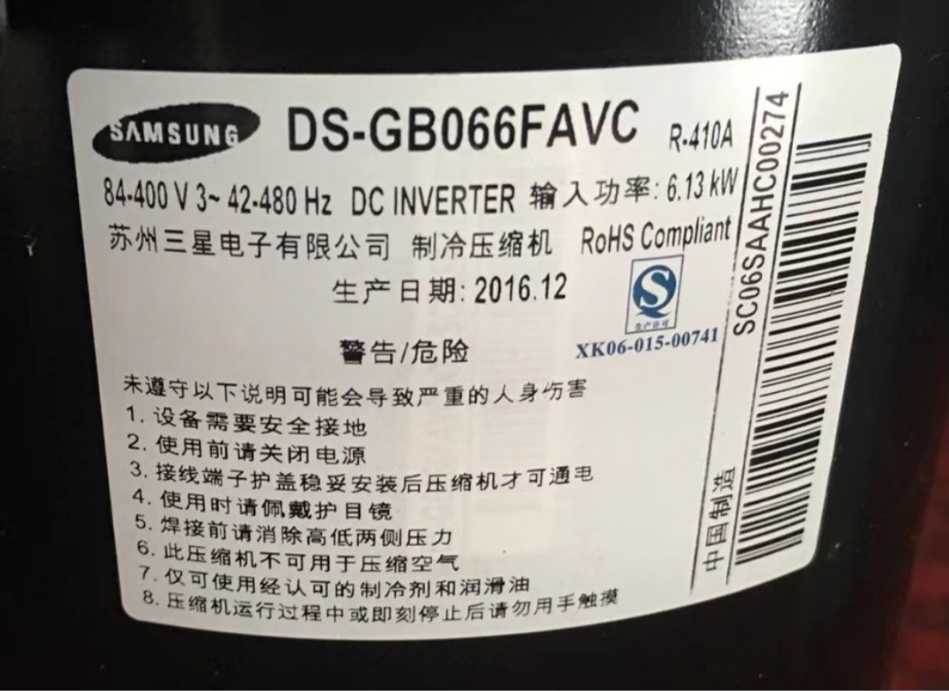 SAMSUNG DS-GB066FAVC R-410A
84-400 V 3~ 42-480 Hz DC INVERTER 输入功率: 6.13 kW
苏州三星电子有限公司 制冷压缩机 RoHS Compliant
生产日期: 2016.12
S
生产许可
XK06-015-00741
警告/危险
未遵守以下说明可能会导致严重的人身伤害
1. 设备需要安全接地
2. 使用前请关闭电源
3. 接线端子护盖稳妥安装后压缩机才可通电
4. 使用时请佩戴护目镜
5. 焊接前请消除高低两侧压力
6. 此压缩机不可用于压缩空气
7. 仅可使用经认可的制冷剂和润滑油
8. 压缩机运行过程中或即刻停止后请勿用手触摸
中国制造
SC06SAAHC00274